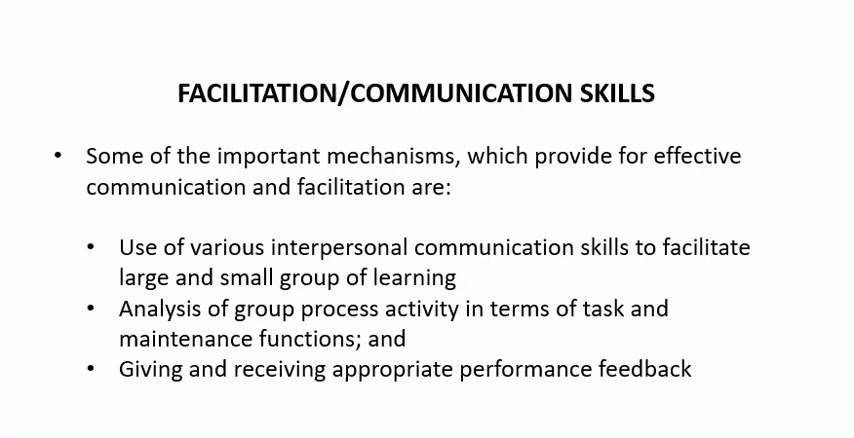 FACILITATION/COMMUNICATION SKILLS
• Some of the important mechanisms, which provide for effective
communication and facilitation are:
• Use of various interpersonal communication skills to facilitate
large and small group of learning
• Analysis of group process activity in terms of task and
maintenance functions; and
• Giving and receiving appropriate performance feedback